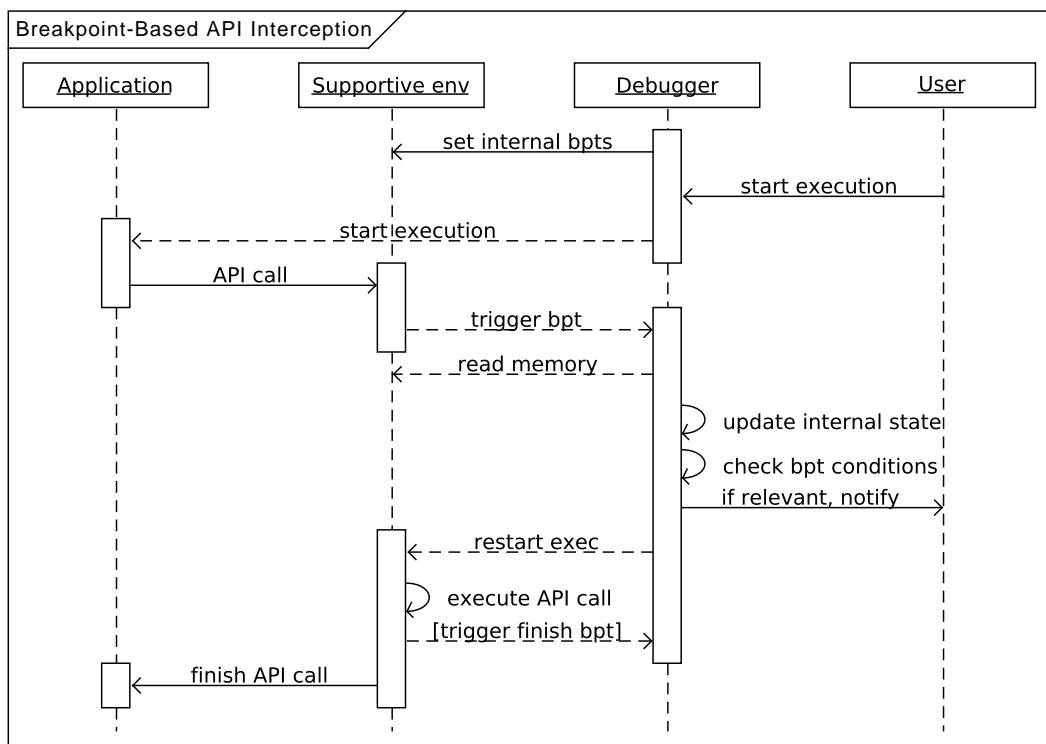 Breakpoint-Based API Interception
Application
Supportive env
Debugger
User
set internal bpts
start execution
start execution
API call
trigger bpt
read memory
update internal state
check bpt conditions
if relevant, notify
restart exec
execute API call
[trigger finish bpt]
finish API call